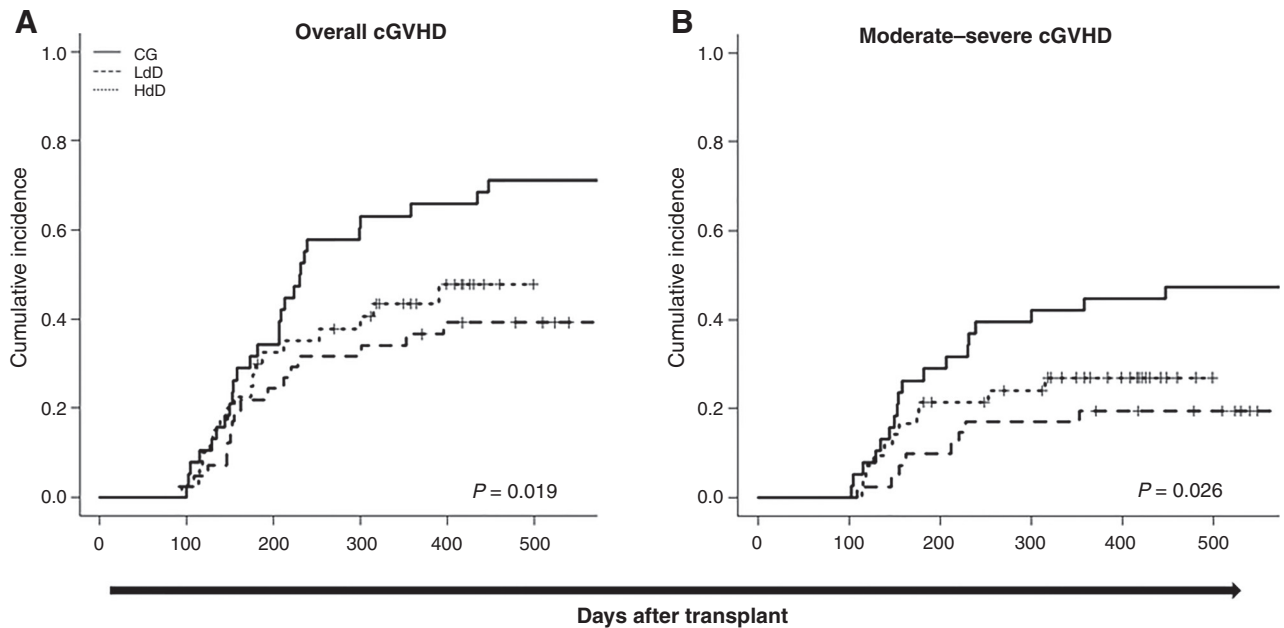 A
Overall cGVHD
CG
LdD
HdD
Cumulative incidence
1.0
0.8
0.6
0.4
0.2
0.0
P = 0.019
0 100 200 300 400 500
B
Moderate–severe cGVHD
Cumulative incidence
1.0
0.8
0.6
0.4
0.2
0.0
P = 0.026
0 100 200 300 400 500
Days after transplant